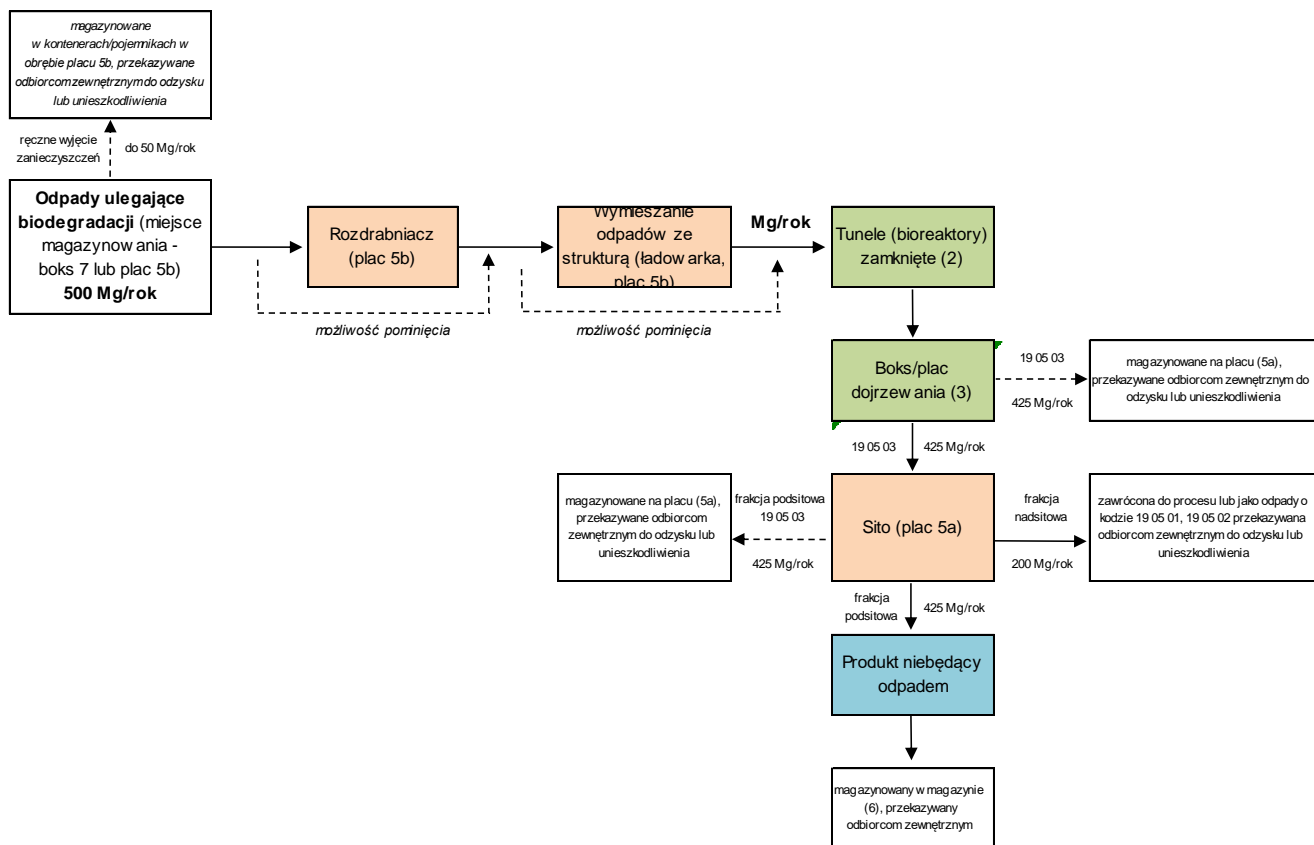 magazynowane
w kontenerach/pojemnikach w
obrębie placu 5b, przekazywane
odbiorcom zewnętrznym do odzysku
lub unieszkodliwienia
ręczne wyjęcie
zanieczyszczeń
do 50 Mg/rok
Odpady ulegające
biodegradacji (miejsce
magazynowania -
boks 7 lub plac 5b)
500 Mg/rok
Rozdrabniacz
(plac 5b)
Wymieszanie
odpadów ze
strukturą (ładowarka,
plac 5b)
Mg/rok
Tunele (bioreaktory)
zamknięte (2)
możliwość pominięcia
możliwość pominięcia
Boks/plac
dojrzewania (3)
19 05 03
425 Mg/rok
magazynowane na placu (5a),
przekazywane odbiorcom zewnętrznym do
odzysku lub unieszkodliwienia
19 05 03
425 Mg/rok
magazynowane na placu (5a),
przekazywane odbiorcom
zewnętrznym do odzysku lub
unieszkodliwienia
frakcja podsitowa
19 05 03
425 Mg/rok
Sito (plac 5a)
frakcja
nadsitowa
200 Mg/rok
zawrócona do procesu lub jako odpady o
kodzie 19 05 01, 19 05 02 przekazywana
odbiorcom zewnętrznym do odzysku lub
unieszkodliwienia
frakcja
podsitowa
425 Mg/rok
Produkt niebędący
odpadem
magazynowany w magazynie
(6), przekazywany
odbiorcom zewnętrznym